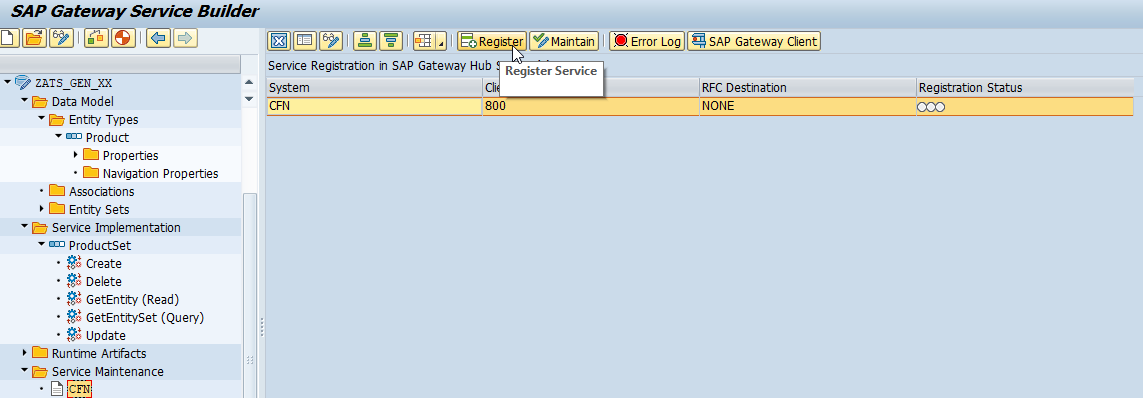 SAP Gateway Service Builder
Register Maintain Error Log SAP Gateway Client
Service Registration in SAP Gateway Hub S
Register Service
System Clie RFC Destination Registration Status
CFN 800 NONE
ZATS_GEN_XX
Data Model
Entity Types
Product
Properties
Navigation Properties
Associations
Entity Sets
Service Implementation
ProductSet
Create
Delete
GetEntity (Read)
GetEntitySet (Query)
Update
Runtime Artifacts
Service Maintenance
CFN